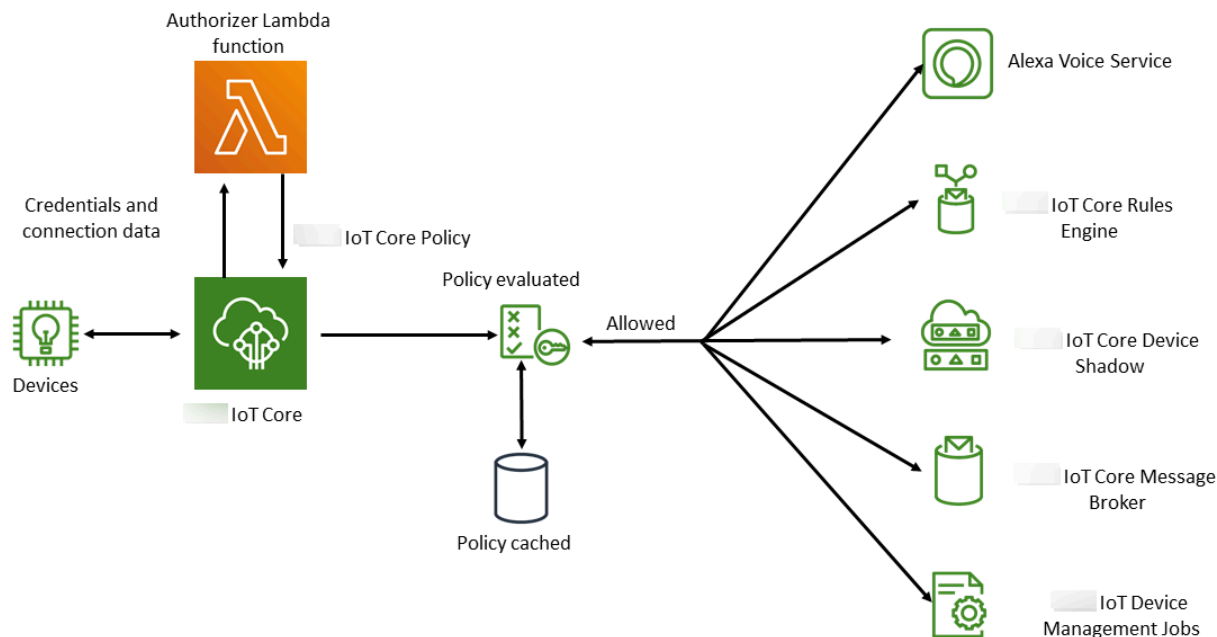 Authorizer Lambda
function
Alexa Voice Service
Credentials and
connection data
IoT Core Policy
IoT Core Rules
Engine
Policy evaluated
Allowed
IoT Core Device
Shadow
Devices
IoT Core
Policy cached
IoT Core Message
Broker
IoT Device
Management Jobs